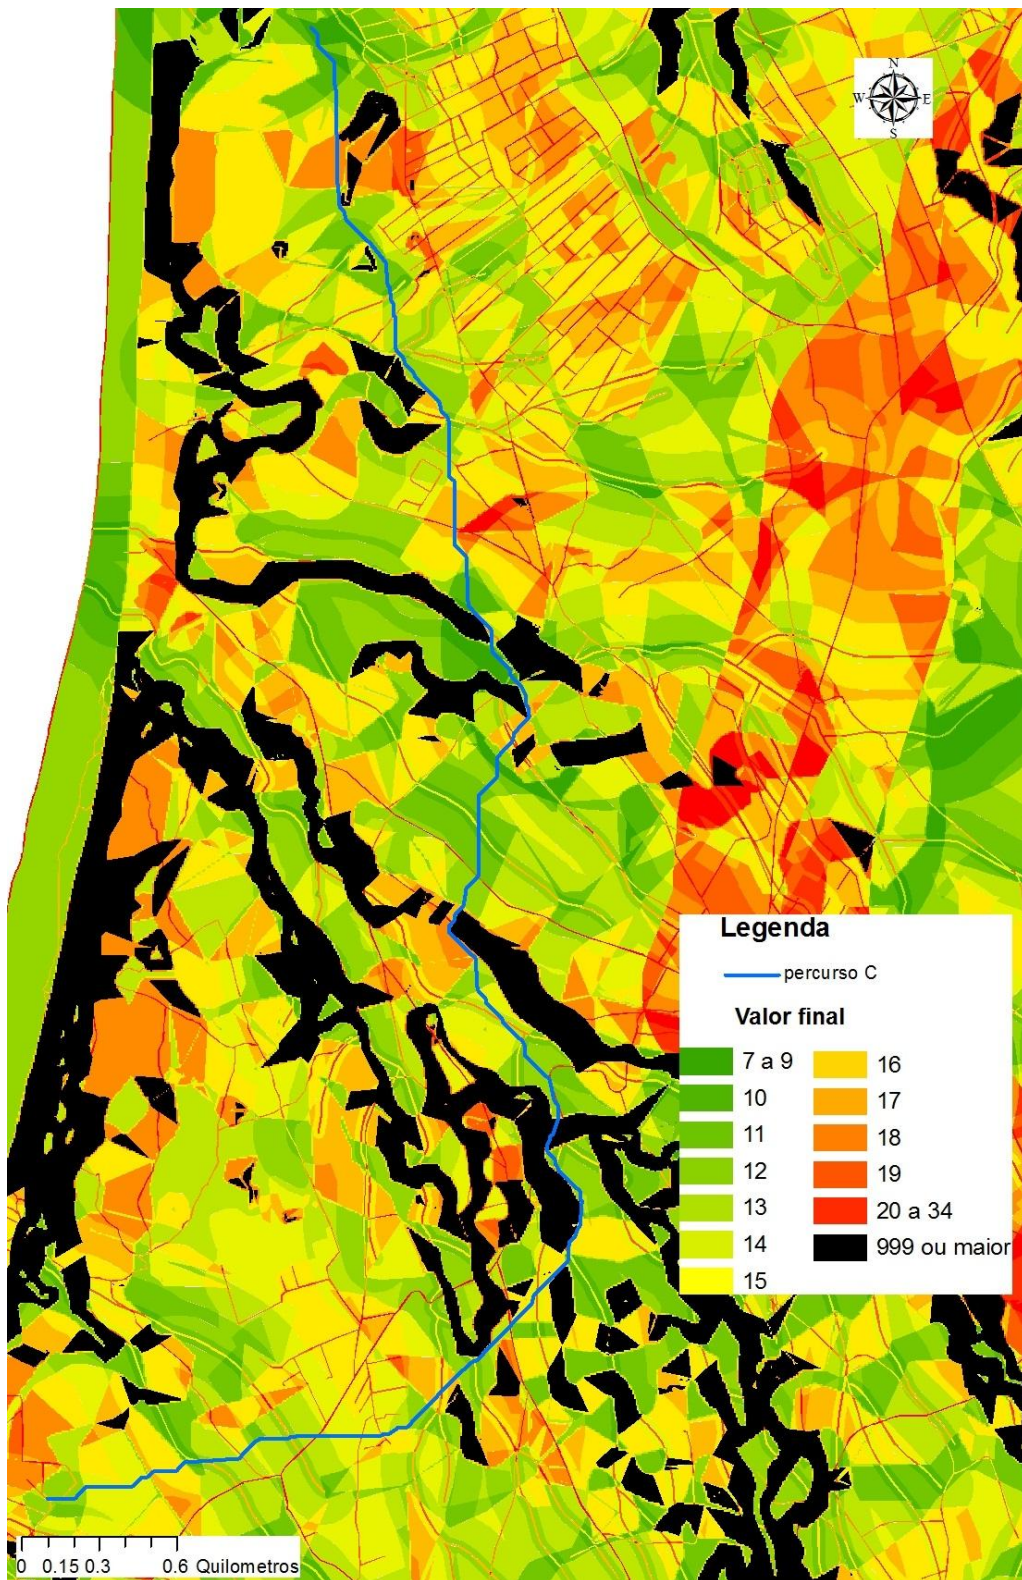 N
W E
S
Legenda
percurso C
Valor final
7 a 9
10
11
12
13
14
15
16
17
18
19
20 a 34
999 ou maior
0 0.15 0.3 0.6 Quilometros